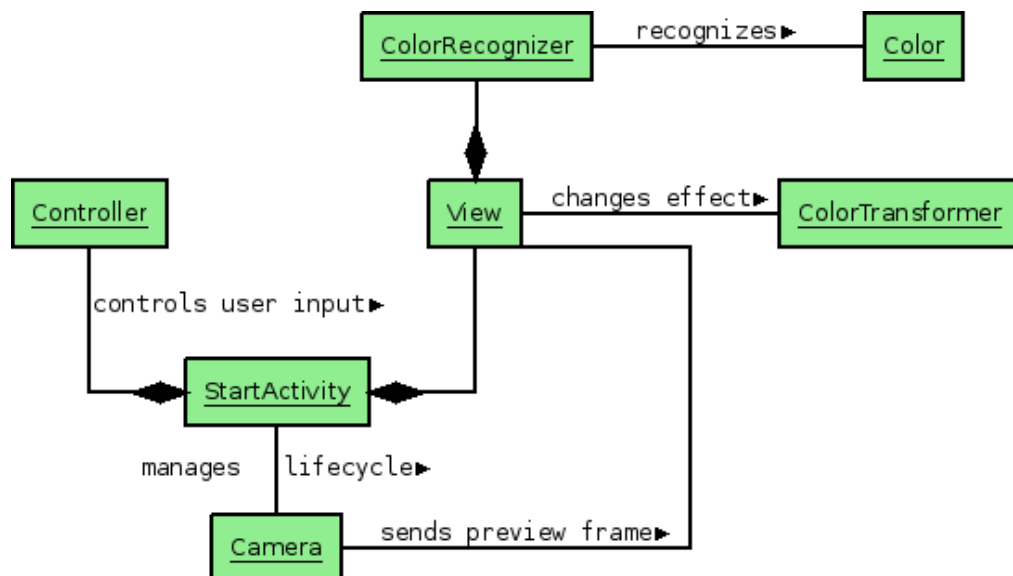 ColorRecognizer
recognizes▶
Color
Controller
View
changes effect▶
ColorTransformer
controls user input▶
StartActivity
manages lifecycle▶
Camera
sends preview frame▶